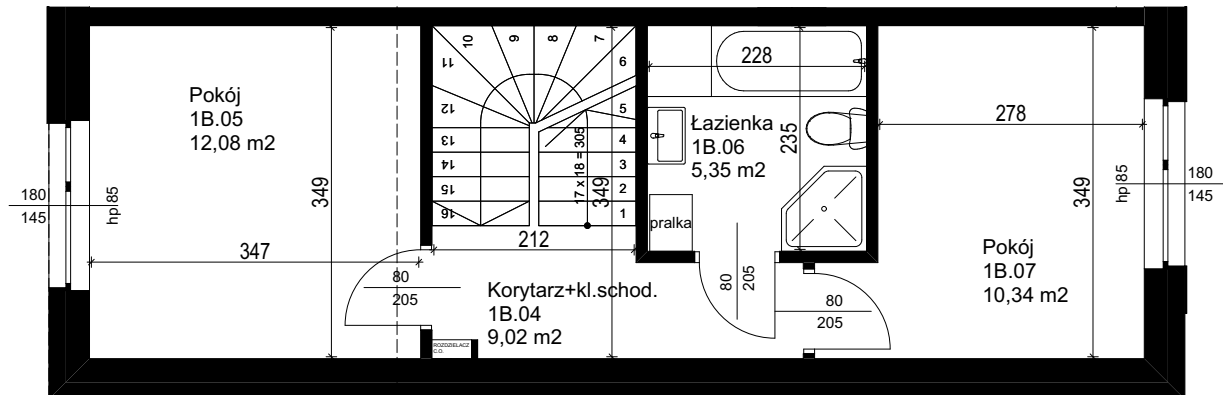 Pokój
1B.05
12,08 m2
180
145
hp|85
349
347
80
205
10
9
8
7
11
6
12
5
13
4
14
3
15
2
16
1
17 x 18 = 305
349
212
Korytarz+kl.schod.
1B.04
9,02 m2
ROZDZIELACZ
C.O.
228
Łazienka
1B.06
5,35 m2
235
pralka
80
205
80
205
278
349
Pokój
1B.07
10,34 m2
hp|85
180
145